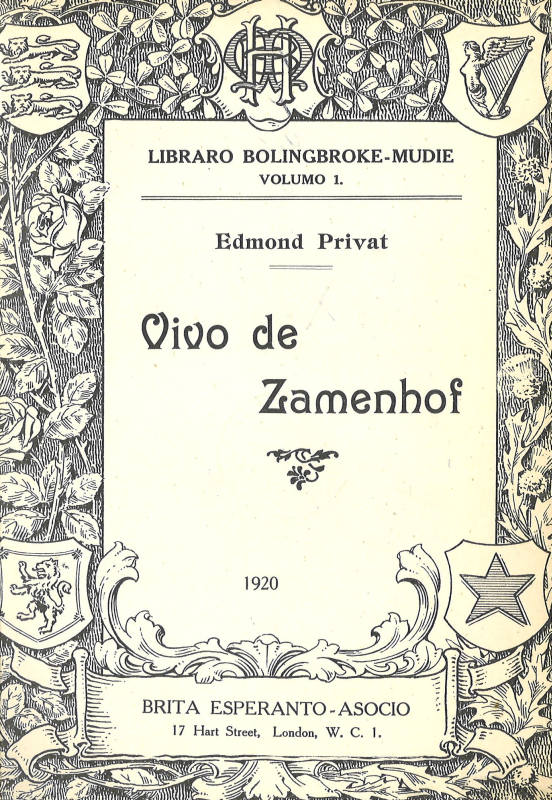 LIBRARO BOLINGBROKE-MUDIE
VOLUMO 1.
Edmond Privat
Vivo de
Zamenhof
1920
BRITA ESPERANTO-ASOCIO
17 Hart Street, London, W. C. 1.